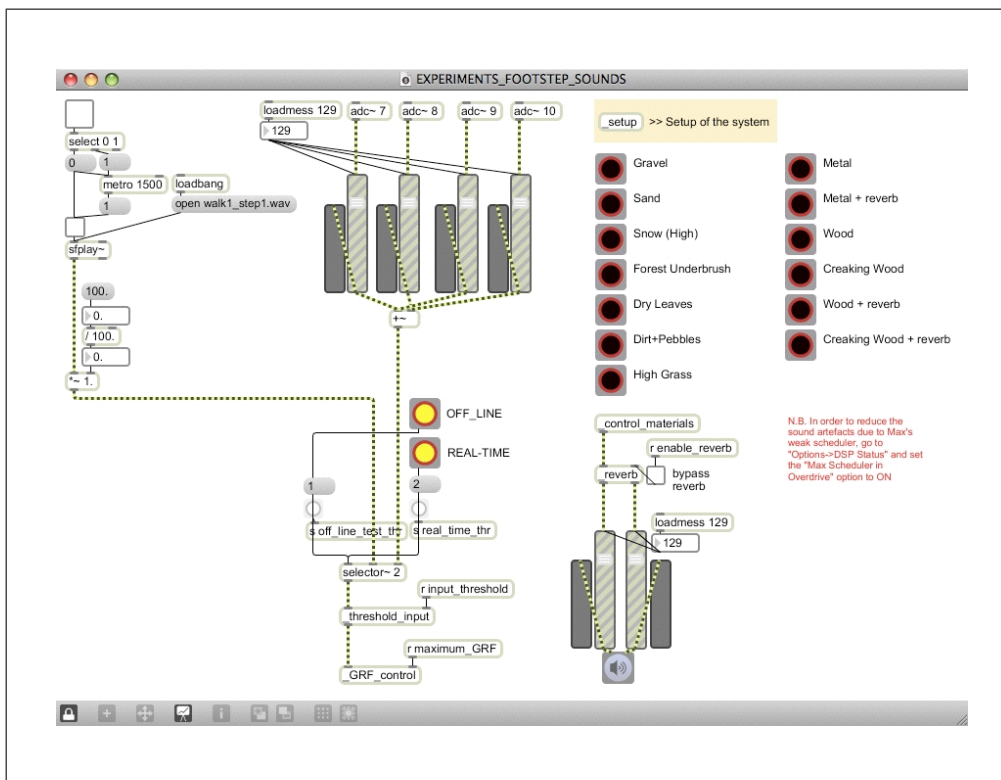 EXPERIMENTS_FOOTSTEP_SOUNDS
select 0 1
0
1
metro 1500
loadbang
1
open walk1_step1.wav
sfplay~
100.
0.
/ 100.
0.
*~ 1.
loadmess 129
129
adc~ 7
adc~ 8
adc~ 9
adc~ 10
+~
OFF_LINE
REAL-TIME
1
2
s off_line_test_thr
s real_time_thr
selector~ 2
r input_threshold
_threshold_input
r maximum_GRF
_GRF_control
_setup
>> Setup of the system
Gravel
Sand
Snow (High)
Forest Underbrush
Dry Leaves
Dirt+Pebbles
High Grass
Metal
Metal + reverb
Wood
Creaking Wood
Wood + reverb
Creaking Wood + reverb
_control_materials
r enable_reverb
_reverb
bypass
reverb
loadmess 129
129
N.B. In order to reduce the
sound artefacts due to Max's
weak scheduler, go to
"Options->DSP Status" and set
the "Max Scheduler in
Overdrive" option to ON